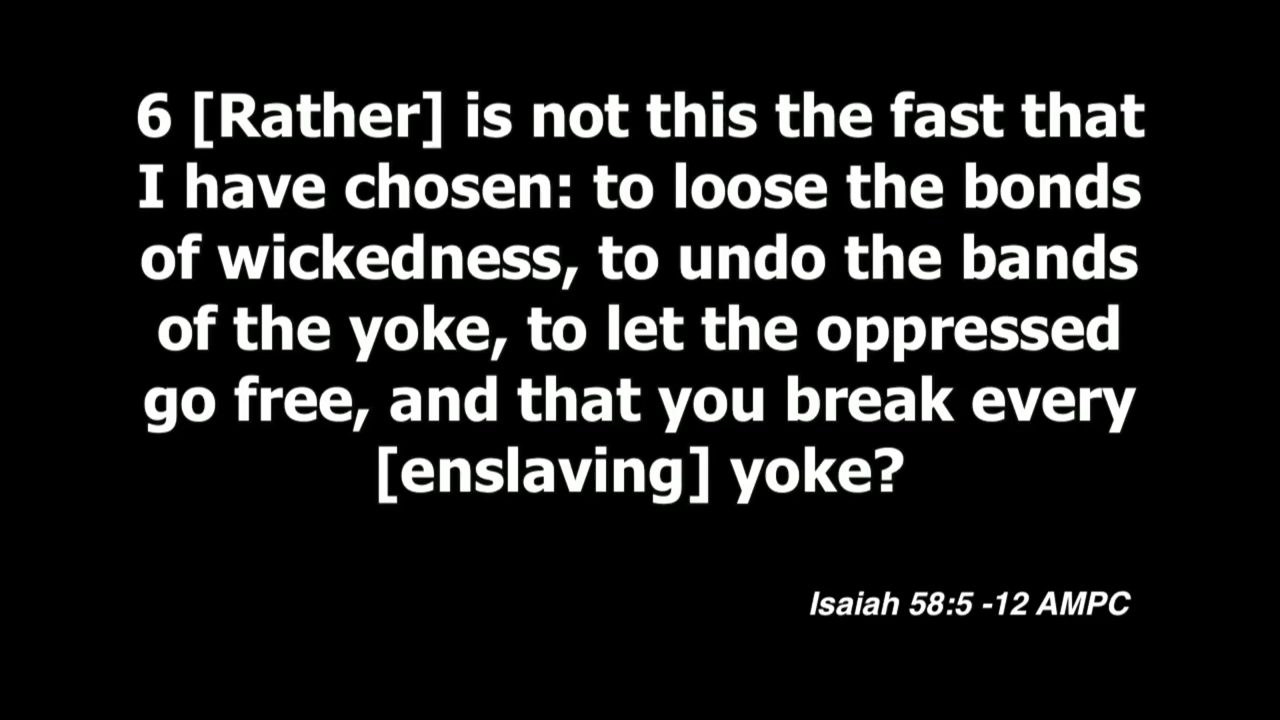 6 [Rather] is not this the fast that
I have chosen: to loose the bonds
of wickedness, to undo the bands
of the yoke, to let the oppressed
go free, and that you break every
[enslaving] yoke?
Isaiah 58:5 -12 AMPC